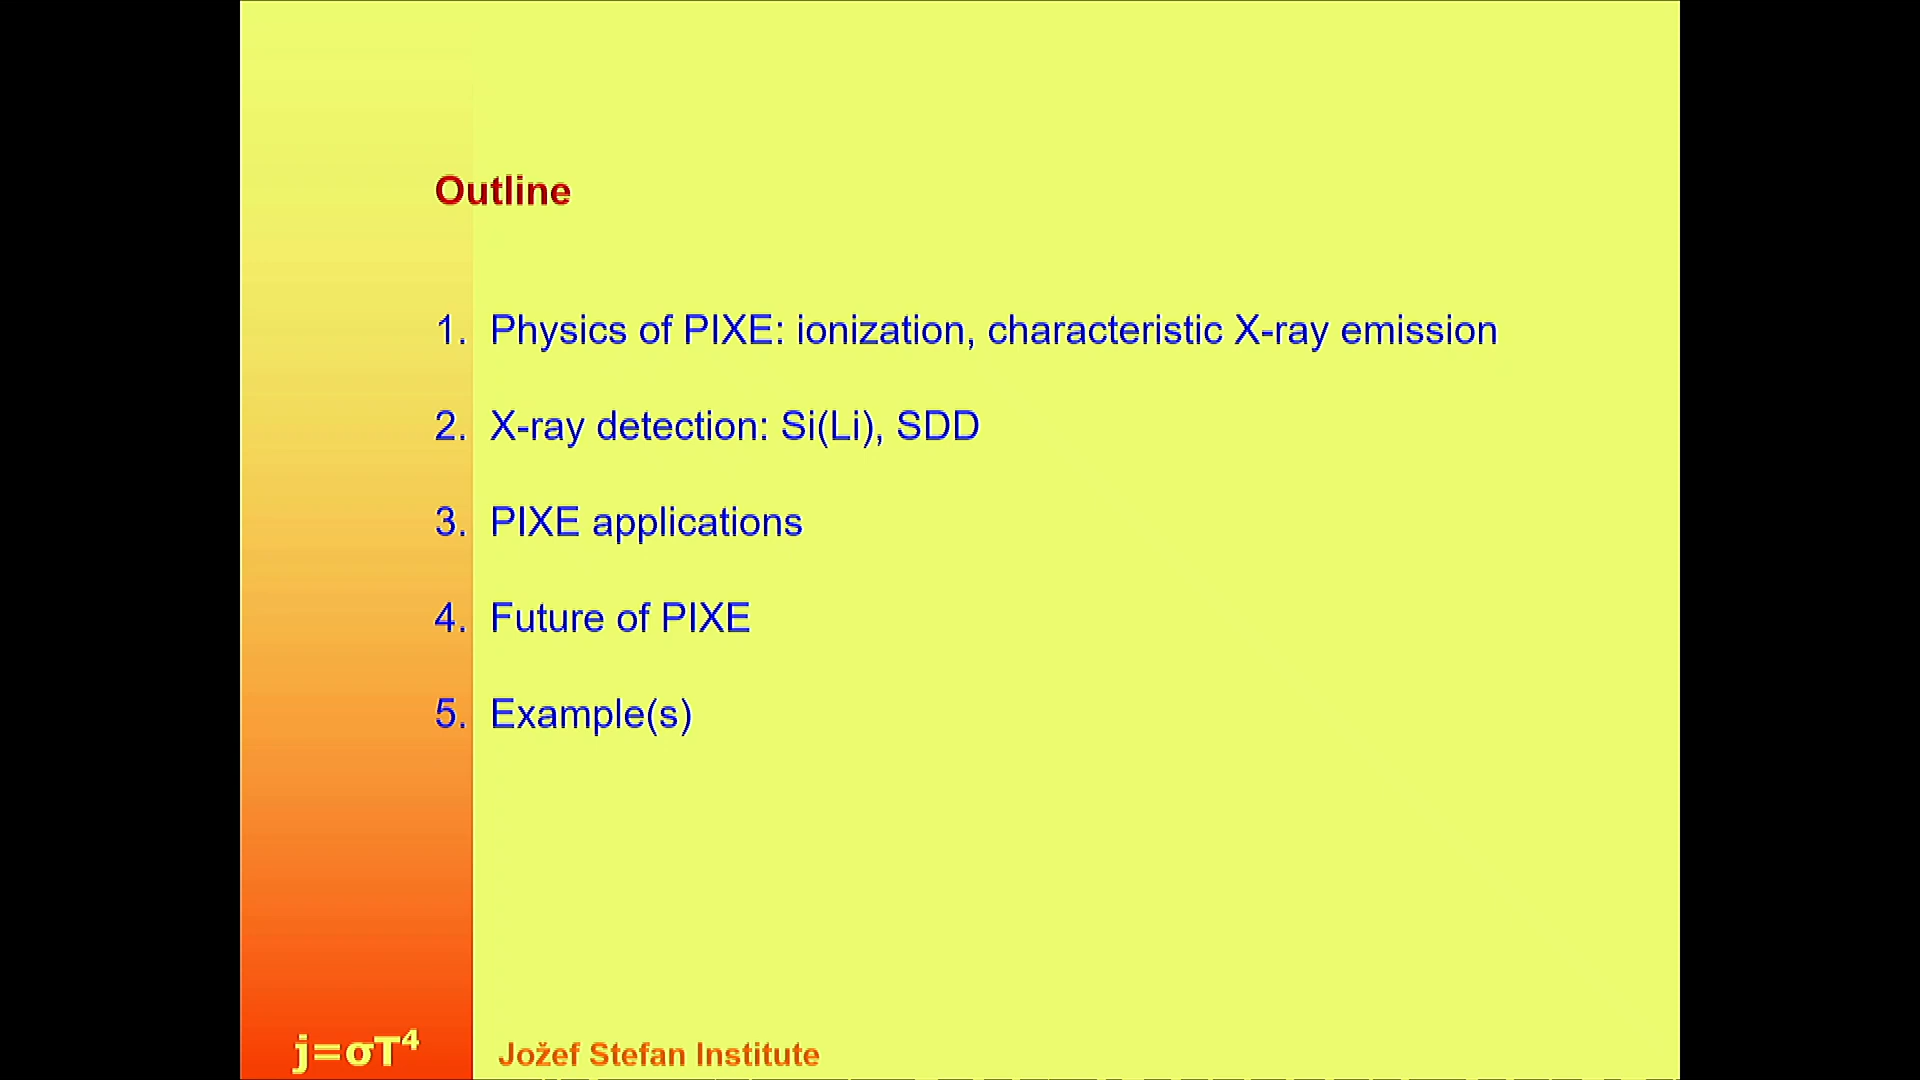 Outline
1. Physics of PIXE: ionization, characteristic X-ray emission
2. X-ray detection: Si(Li), SDD
3. PIXE applications
4. Future of PIXE
5. Example(s)
j=σT⁴
Jožef Stefan Institute